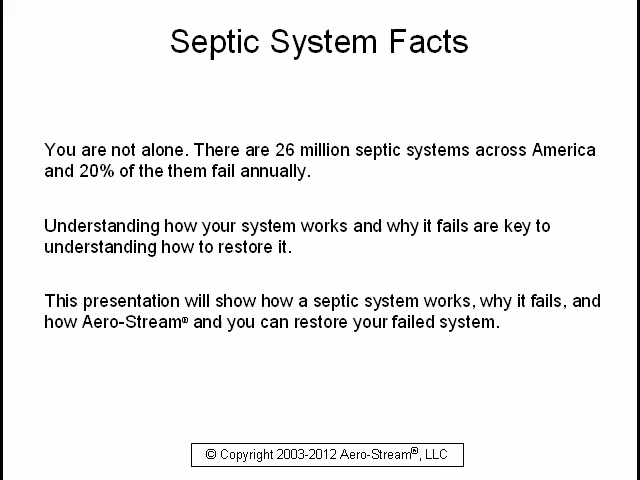 Septic System Facts
You are not alone. There are 26 million septic systems across America
and 20% of the them fail annually.
Understanding how your system works and why it fails are key to
understanding how to restore it.
This presentation will show how a septic system works, why it fails, and
how Aero-Stream® and you can restore your failed system.
© Copyright 2003-2012 Aero-Stream®, LLC